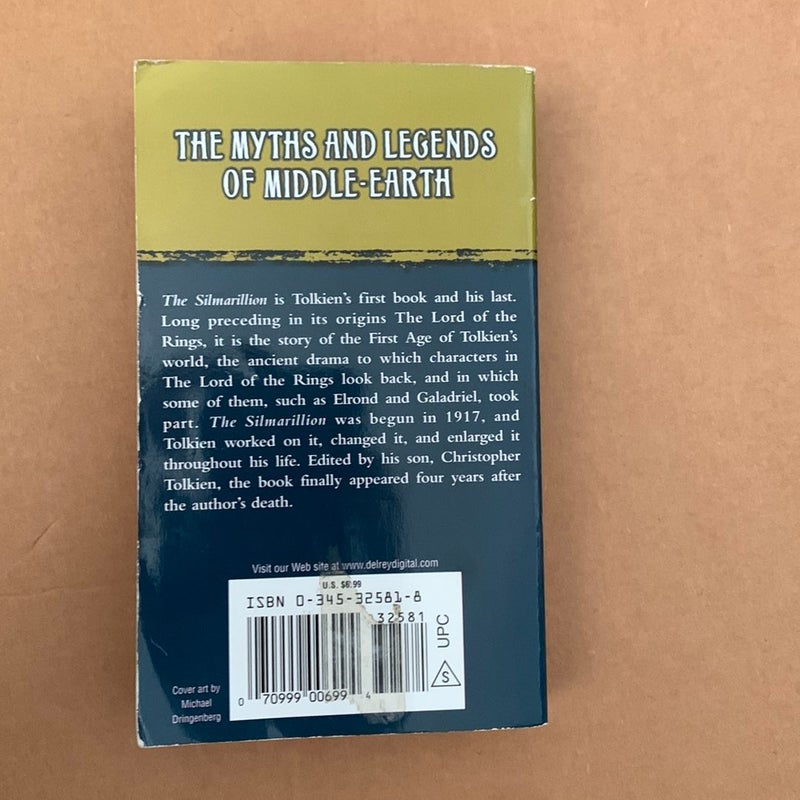 THE MYTHS AND LEGENDS
OF MIDDLE-EARTH
The Silmarillion is Tolkien's first book and his last.
Long preceding in its origins The Lord of the
Rings, it is the story of the First Age of Tolkien's
world, the ancient drama to which characters in
The Lord of the Rings look back, and in which
some of them, such as Elrond and Galadriel, took
part. The Silmarillion was begun in 1917, and
Tolkien worked on it, changed it, and enlarged it
throughout his life. Edited by his son, Christopher
Tolkien, the book finally appeared four years after
the author's death.
Visit our Web site at www.delreydigital.com
U.S. $6.99
ISBN 0-345-32581-8
32581
UPC
S
0 70999 00699 4
Cover art by
Michael
Dringenberg